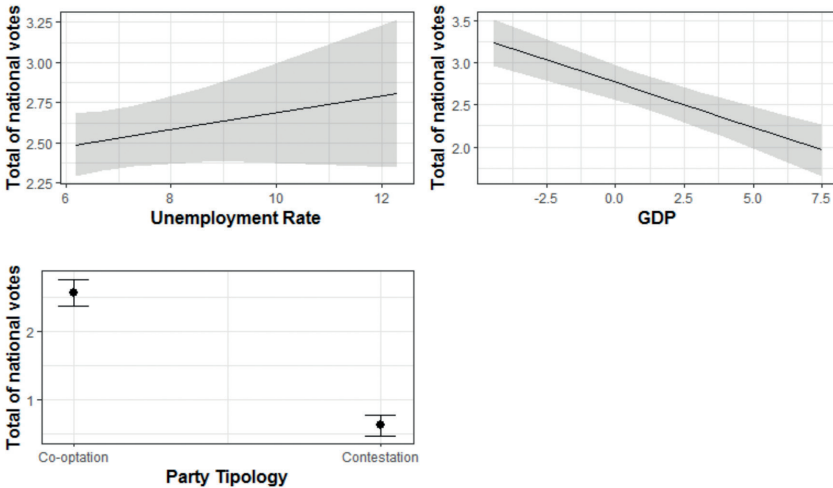 Total of national votes
3.25
3.00
2.75
2.50
2.25
6 8 10 12
Unemployment Rate
Total of national votes
3.5
3.0
2.5
2.0
-2.5 0.0 2.5 5.0 7.5
GDP
Total of national votes
2
1
Co-optation Contestation
Party Tipology